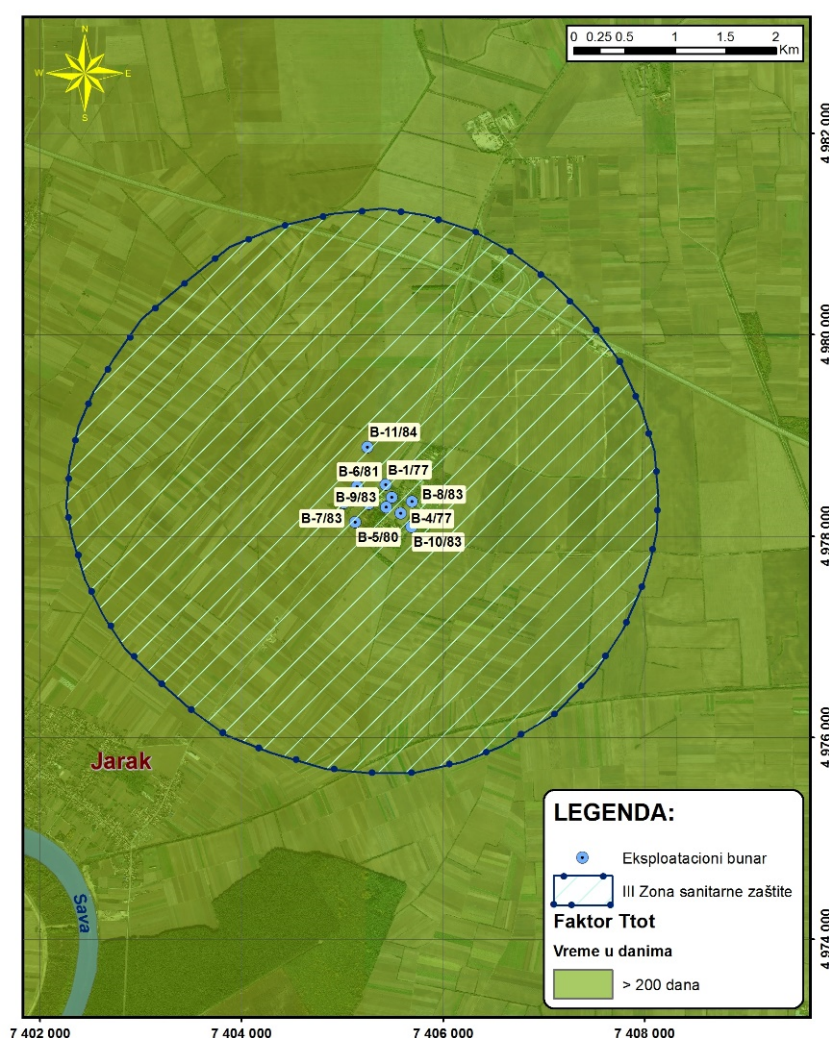 N
W E
S
0 0.25 0.5 1 1.5 2
Km
4 982 000
4 980 000
B-11/84
B-6/81 B-1/77
B-9/83 B-8/83
B-7/83 B-4/77
B-5/80 B-10/83
4 978 000
4 976 000
Jarak
Sava
LEGENDA:
Eksploatacioni bunar
III Zona sanitarne zaštite
Faktor Ttot
Vreme u danima
> 200 dana
4 974 000
7 402 000 7 404 000 7 406 000 7 408 000